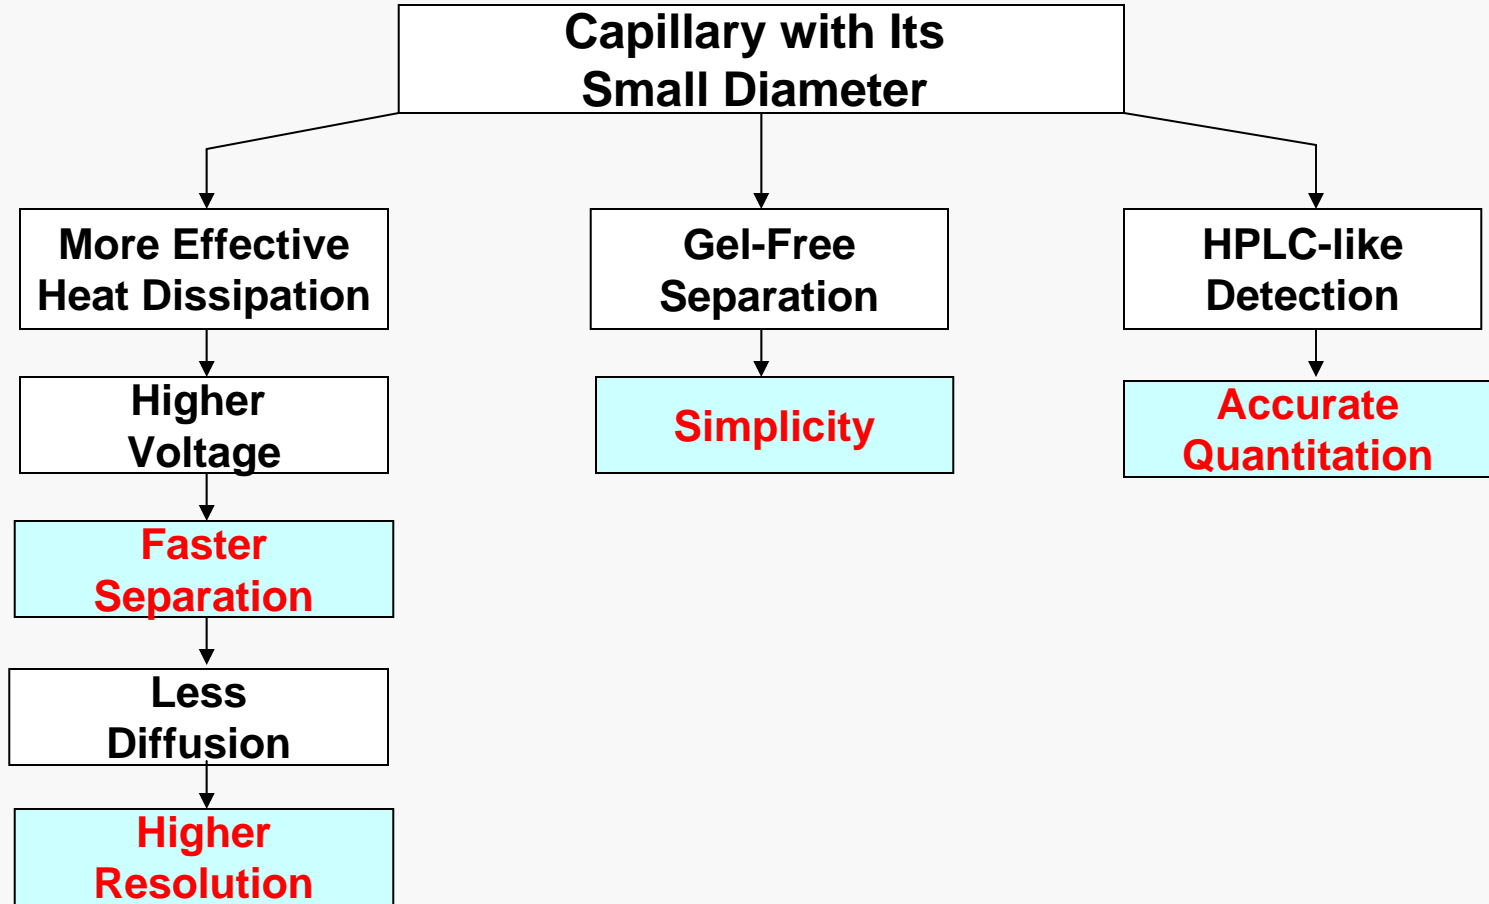 Capillary with Its
Small Diameter
More Effective
Heat Dissipation
Gel-Free
Separation
HPLC-like
Detection
Higher
Voltage
Simplicity
Accurate
Quantitation
Faster
Separation
Less
Diffusion
Higher
Resolution